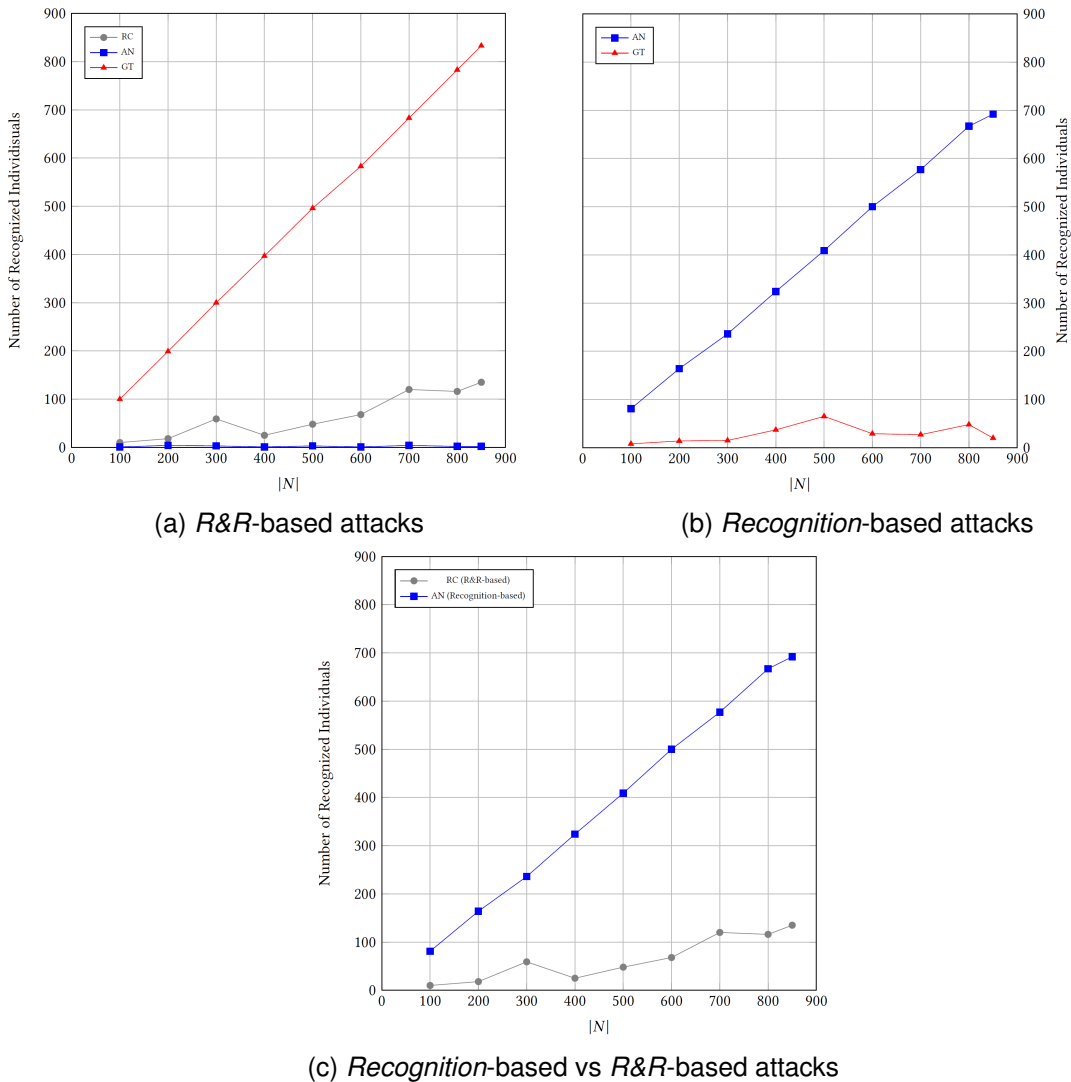 Number of Recognized Individisuals
900
800
700
600
500
400
300
200
100
0
RC
AN
GT
0 100 200 300 400 500 600 700 800 900
|N|
(a) R&R-based attacks
AN
GT
900
800
700
600
500
400
300
200
100
0
Number of Recognized Individuals
100 200 300 400 500 600 700 800 900
|N|
(b) Recognition-based attacks
Number of Recognized Individuals
900
800
700
600
500
400
300
200
100
0
RC (R&R-based)
AN (Recognition-based)
0 100 200 300 400 500 600 700 800 900
|N|
(c) Recognition-based vs R&R-based attacks